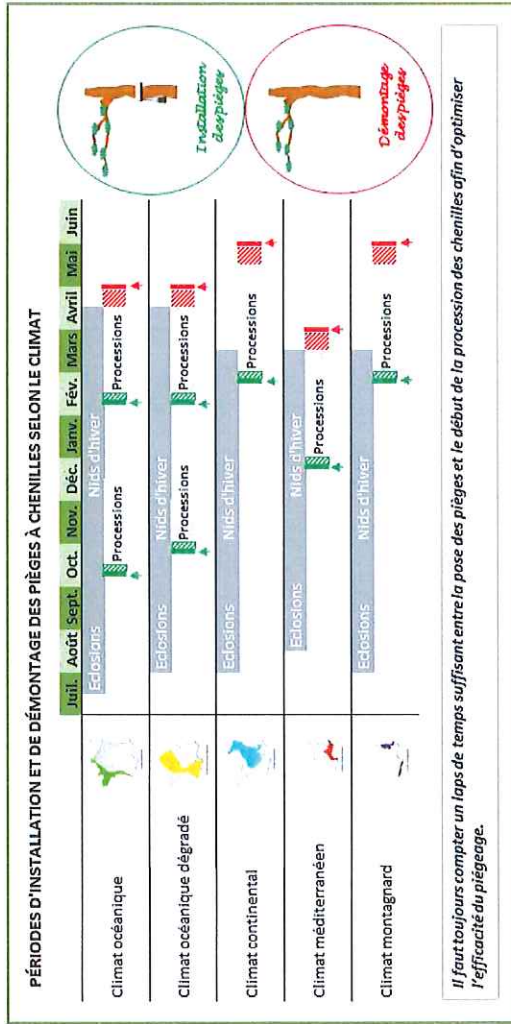 PÉRIODES D'INSTALLATION ET DE DÉMONTAGE DES PIÈGES À CHENILLES SELON LE CLIMAT
Juil. Août Sept. Oct. Nov. Déc. Janv. Fév. Mars Avril Mai Juin
Climat océanique
Eclosions Nids d'hiver
Processions Processions
Climat océanique dégradé
Eclosions Nids d'hiver
Processions Processions
Climat continental
Eclosions Nids d'hiver
Processions
Climat méditerranéen
Eclosions Nids d'hiver
Processions
Climat montagnard
Eclosions Nids d'hiver
Processions
Installation
des pièges
Démontage
des pièges
Il faut toujours compter un laps de temps suffisant entre la pose des pièges et le début de la procession des chenilles afin d'optimiser
l'efficacité du piégeage.